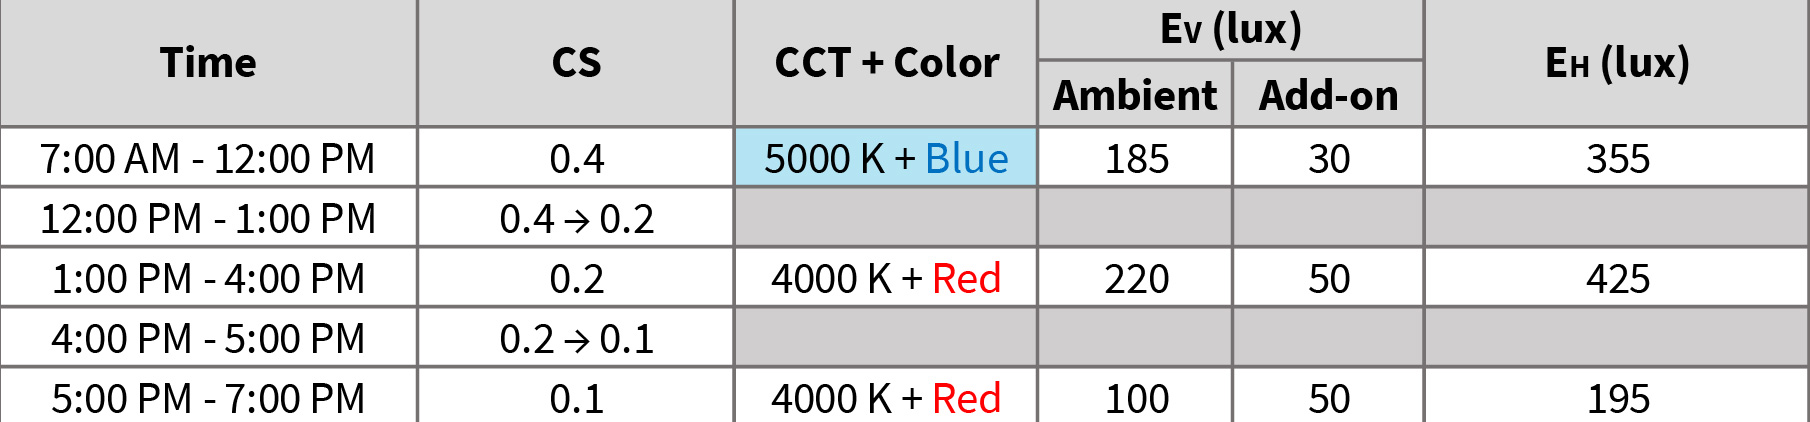 Time CS CCT + Color Ev (lux) EH (lux)
Ambient Add-on
7:00 AM - 12:00 PM 0.4 5000 K + Blue 185 30 355
12:00 PM - 1:00 PM 0.4 → 0.2
1:00 PM - 4:00 PM 0.2 4000 K + Red 220 50 425
4:00 PM - 5:00 PM 0.2 → 0.1
5:00 PM - 7:00 PM 0.1 4000 K + Red 100 50 195